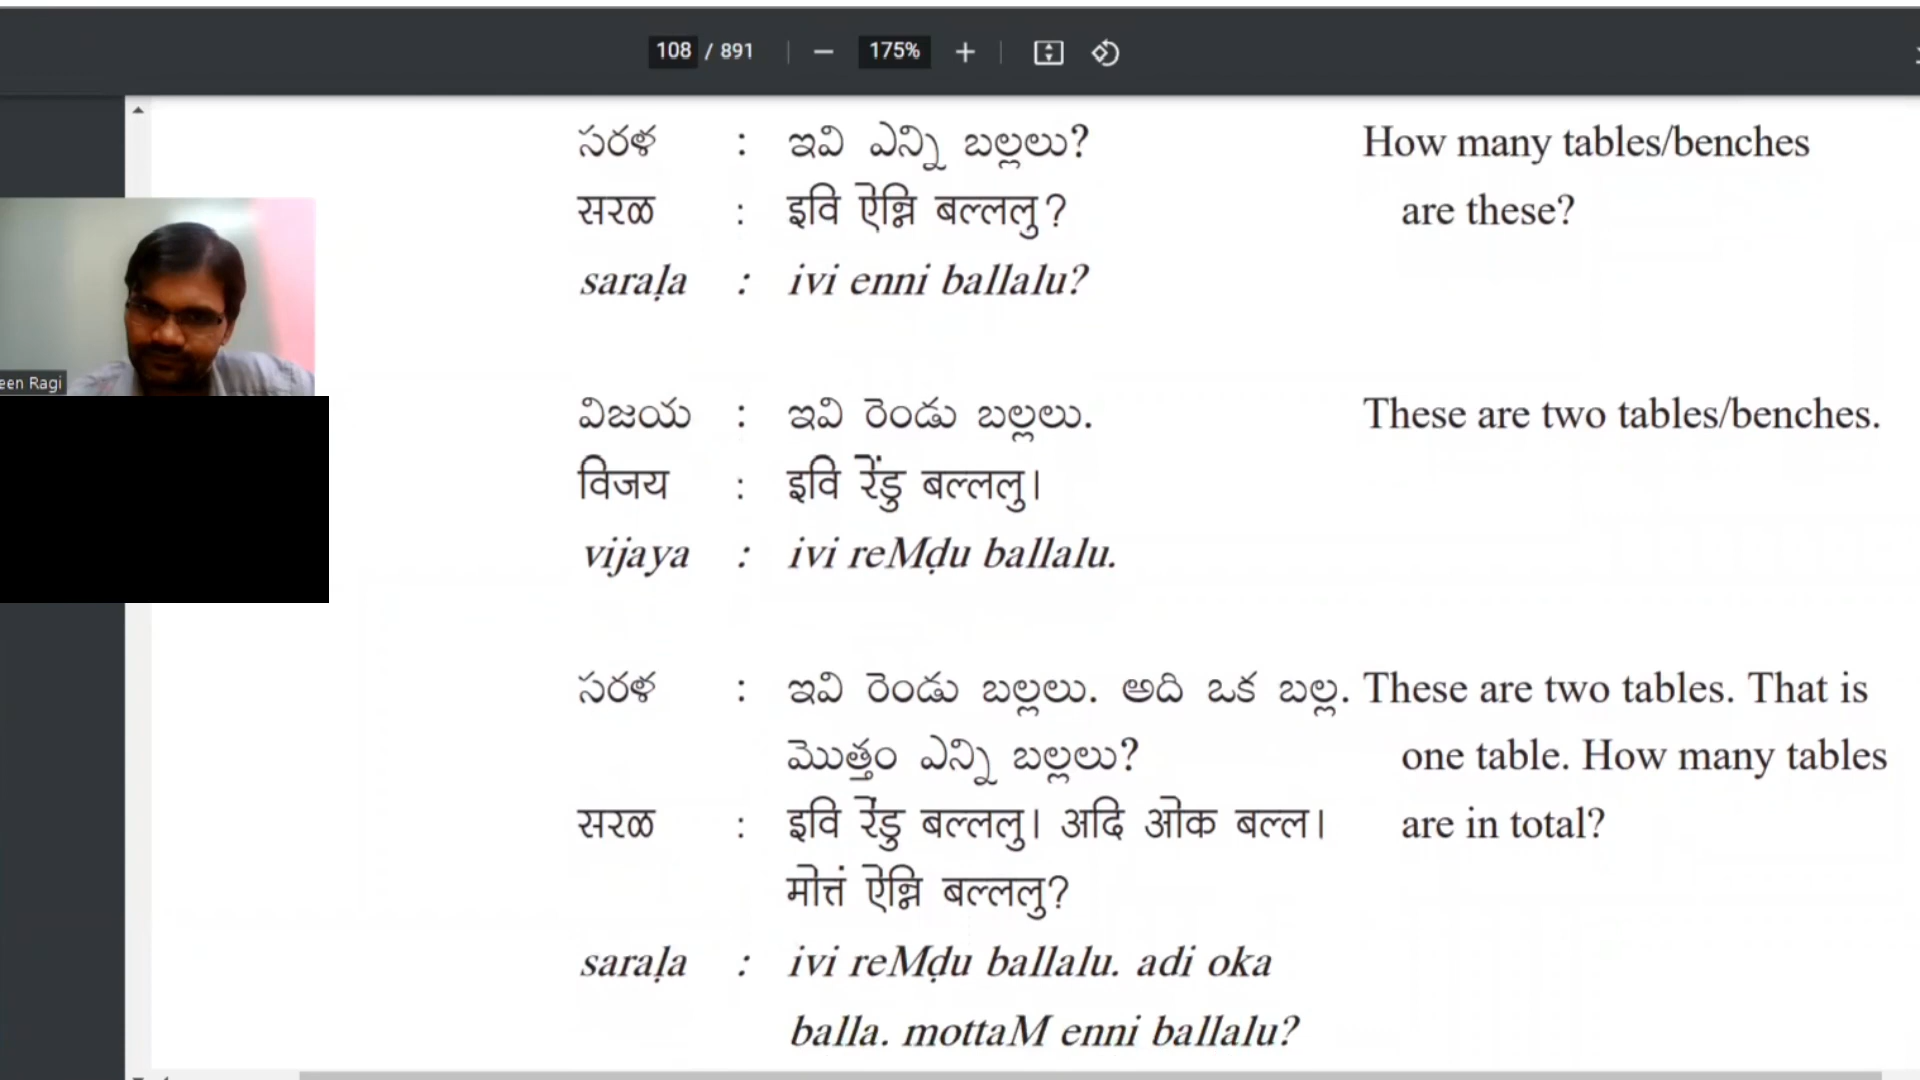 108 / 891 − 175% +
సరళ : ఇవి ఎన్ని బల్లలు? How many tables/benches
सरळ : इवि ऎन्नि बल्ललु? are these?
saraḷa : ivi enni ballalu?
een Ragi
విజయ : ఇవి రెండు బల్లలు. These are two tables/benches.
विजय : इवि रॆंडु बल्ललु।
vijaya : ivi reMḍu ballalu.
సరళ : ఇవి రెండు బల్లలు. అది ఒక బల్ల. These are two tables. That is
మొత్తం ఎన్ని బల్లలు? one table. How many tables
सरळ : इवि रॆंडु बल्ललु। अदि ऒक बल्ल। are in total?
मॊत्तं ऎन्नि बल्ललु?
saraḷa : ivi reMḍu ballalu. adi oka
balla. mottaM enni ballalu?